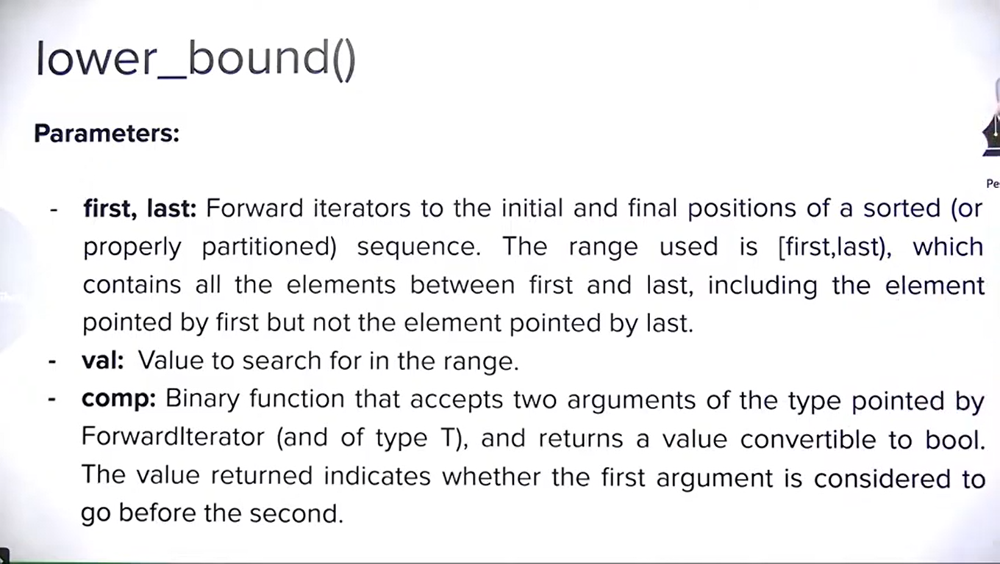 lower_bound()
Parameters:
- first, last: Forward iterators to the initial and final positions of a sorted (or
properly partitioned) sequence. The range used is [first,last), which
contains all the elements between first and last, including the element
pointed by first but not the element pointed by last.
- val: Value to search for in the range.
- comp: Binary function that accepts two arguments of the type pointed by
ForwardIterator (and of type T), and returns a value convertible to bool.
The value returned indicates whether the first argument is considered to
go before the second.